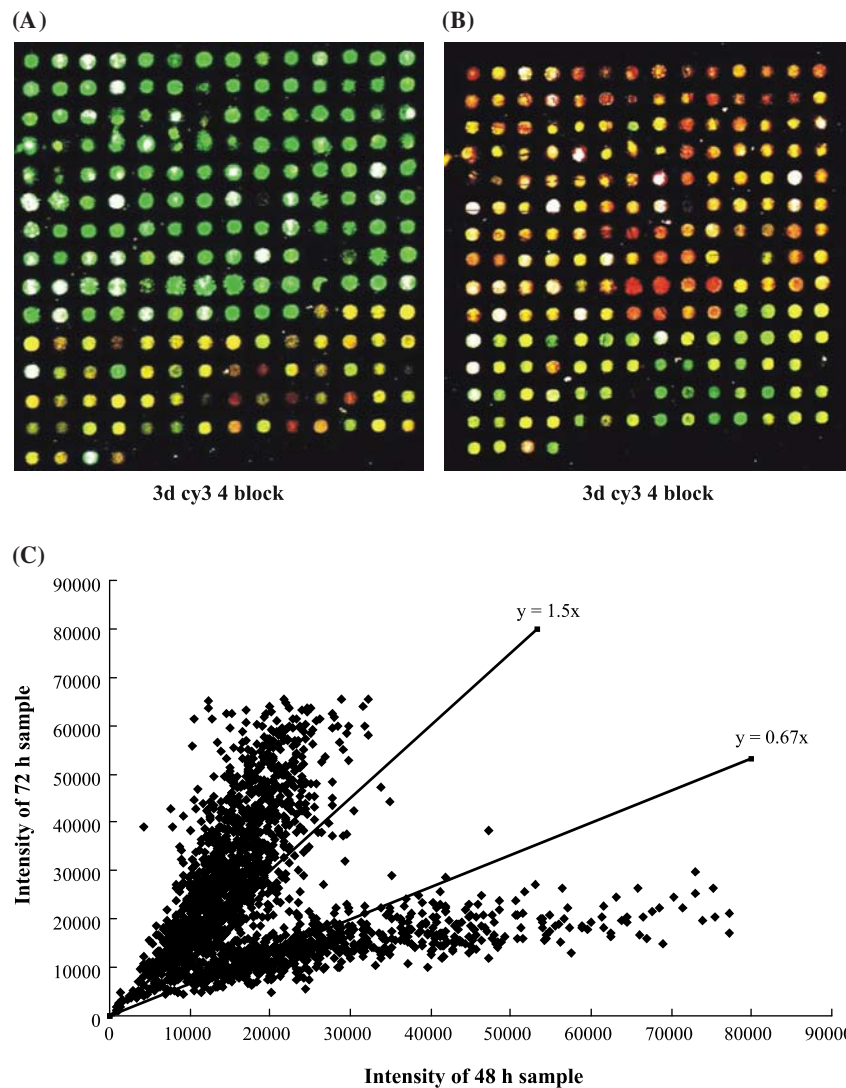 (A)
(B)
3d cy3 4 block
3d cy3 4 block
(C)
90000
80000
70000
60000
50000
40000
30000
20000
10000
0
Intensity of 72 h sample
y = 1.5x
y = 0.67x
0 10000 20000 30000 40000 50000 60000 70000 80000 9000
Intensity of 48 h sample